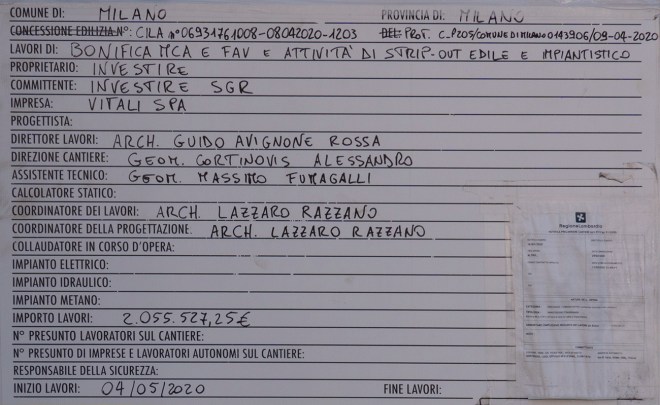 COMUNE DI: MILANO PROVINCIA DI: MILANO
CONCESSIONE EDILIZIA N°: CILA N° 06931761008-08042020-1203 DEL: PROT. C_P205/COMUNE DI MILANO 0143906/09-04-2020
LAVORI DI: BONIFICA MCA E FAV E ATTIVITÀ DI STRIP-OUT EDILE E IMPIANTISTICO
PROPRIETARIO: INVESTIRE
COMMITTENTE: INVESTIRE SGR
IMPRESA: VITALI SPA
PROGETTISTA:
DIRETTORE LAVORI: ARCH. GUIDO AVIGNONE ROSSA
DIREZIONE CANTIERE: GEOM. CORTINOVIS ALESSANDRO
ASSISTENTE TECNICO: GEOM. MASSIMO FUMAGALLI
CALCOLATORE STATICO:
COORDINATORE DEI LAVORI: ARCH. LAZZARO RAZZANO
COORDINATORE DELLA PROGETTAZIONE: ARCH. LAZZARO RAZZANO
COLLAUDATORE IN CORSO D'OPERA:
IMPIANTO ELETTRICO:
IMPIANTO IDRAULICO:
IMPIANTO METANO:
IMPORTO LAVORI: 2.055.527,25€
N° PRESUNTO LAVORATORI SUL CANTIERE:
N° PRESUNTO DI IMPRESE E LAVORATORI AUTONOMI SUL CANTIERE:
RESPONSABILE DELLA SICUREZZA:
INIZIO LAVORI: 04/05/2020 FINE LAVORI:
RegioneLombardia